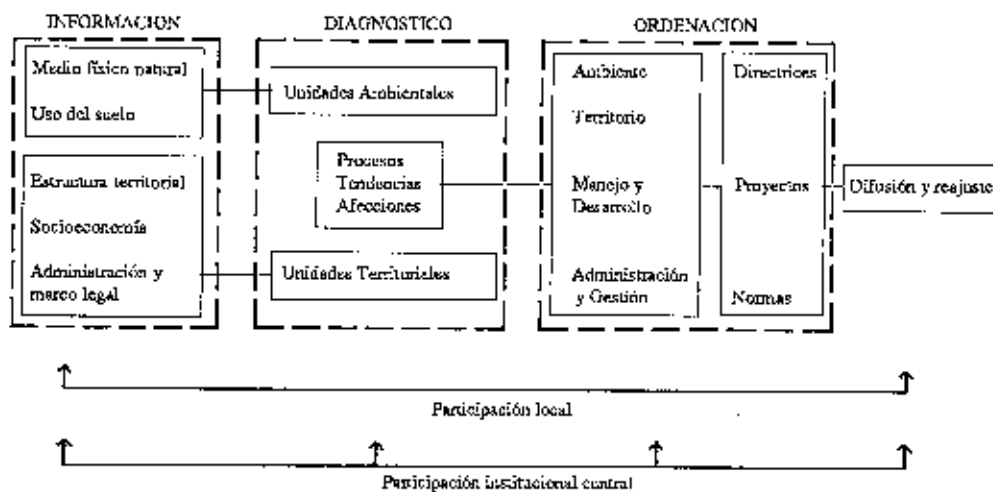 INFORMACION
DIAGNOSTICO
ORDENACION
Medio físico natural
Uso del suelo
Estructura territorial
Socioeconomía
Administración y
marco legal
Unidades Ambientales
Procesos
Tendencias
Afecciones
Unidades Territoriales
Ambiente
Territorio
Manejo y
Desarrollo
Administración
y Gestión
Directrices
Proyectos
Normas
Difusión y reajuste
Participación local
Participación institucional central